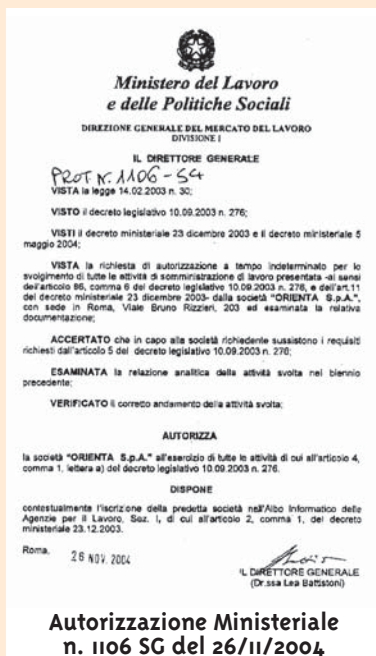 Ministero del Lavoro
e delle Politiche Sociali
DIREZIONE GENERALE DEL MERCATO DEL LAVORO
DIVISIONE I
IL DIRETTORE GENERALE
PROT N. 1106-SG
VISTA la legge 14.02.2003 n. 30;
VISTO il decreto legislativo 10.09.2003 n. 276;
VISTI il decreto ministeriale 23 dicembre 2003 e il decreto ministeriale 5
maggio 2004;
VISTA la richiesta di autorizzazione a tempo indeterminato per lo
svolgimento di tutte le attività di somministrazione di lavoro presentata -ai sensi
dell'articolo 86, comma 6 del decreto legislativo 10.09.2003 n. 276, e dell'art.11
del decreto ministeriale 23 dicembre 2003- dalla società "ORIENTA S.p.A.",
con sede in Roma, Viale Bruno Rizzieri, 203 ed esaminata la relativa
documentazione;
ACCERTATO che in capo alla società richiedente sussistono i requisiti
richiesti dall'articolo 5 del decreto legislativo 10.09.2003 n. 276;
ESAMINATA la relazione analitica della attività svolta nel biennio
precedente;
VERIFICATO il corretto andamento della attività svolta;
AUTORIZZA
la società "ORIENTA S.p.A." all'esercizio di tutte le attività di cui all'articolo 4,
comma 1, lettera a) del decreto legislativo 10.09.2003 n. 276.
DISPONE
contestualmente l'iscrizione della predetta società nell'Albo Informatico delle
Agenzie per il Lavoro, Sez. I, di cui all'articolo 2, comma 1, del decreto
ministeriale 23.12.2003.
Roma, 26 NOV. 2004
IL DIRETTORE GENERALE
(Dr.ssa Lea Battistoni)
Autorizzazione Ministeriale
n. 1106 SG del 26/11/2004